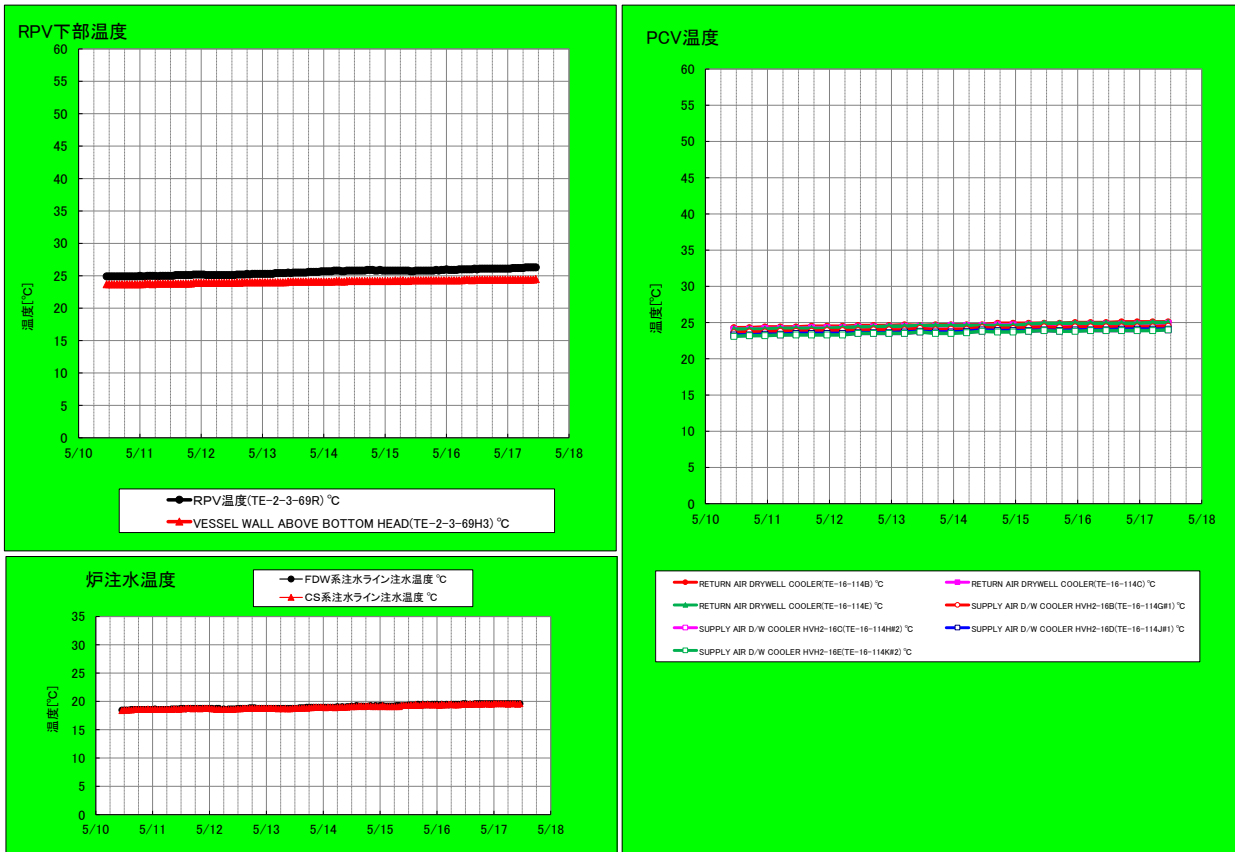 RPV下部温度
60
55
50
45
40
35
30
25
20
15
10
5
0
温度[℃]
5/10 5/11 5/12 5/13 5/14 5/15 5/16 5/17 5/18
RPV温度(TE-2-3-69R) ℃
VESSEL WALL ABOVE BOTTOM HEAD(TE-2-3-69H3) ℃
炉注水温度
FDW系注水ライン注水温度 ℃
CS系注水ライン注水温度 ℃
35
30
25
20
15
10
5
0
温度[℃]
5/10 5/11 5/12 5/13 5/14 5/15 5/16 5/17 5/18
PCV温度
60
55
50
45
40
35
30
25
20
15
10
5
0
温度[℃]
5/10 5/11 5/12 5/13 5/14 5/15 5/16 5/17 5/18
RETURN AIR DRYWELL COOLER(TE-16-114B) ℃
RETURN AIR DRYWELL COOLER(TE-16-114C) ℃
RETURN AIR DRYWELL COOLER(TE-16-114E) ℃
SUPPLY AIR D/W COOLER HVH2-16B(TE-16-114G#1) ℃
SUPPLY AIR D/W COOLER HVH2-16C(TE-16-114H#2) ℃
SUPPLY AIR D/W COOLER HVH2-16D(TE-16-114J#1) ℃
SUPPLY AIR D/W COOLER HVH2-16E(TE-16-114K#2) ℃